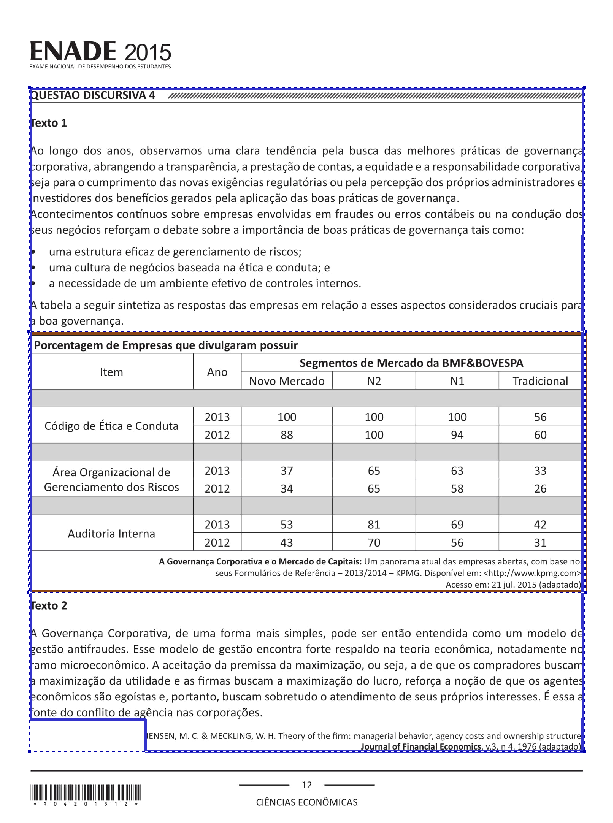 ENADE 2015
EXAME NACIONAL DE DESEMPENHO DOS ESTUDANTES
QUESTÃO DISCURSIVA 4
Texto 1
Ao longo dos anos, observamos uma clara tendência pela busca das melhores práticas de governança
corporativa, abrangendo a transparência, a prestação de contas, a equidade e a responsabilidade corporativa,
seja para o cumprimento das novas exigências regulatórias ou pela percepção dos próprios administradores e
investidores dos benefícios gerados pela aplicação das boas práticas de governança.
Acontecimentos contínuos sobre empresas envolvidas em fraudes ou erros contábeis ou na condução dos
seus negócios reforçam o debate sobre a importância de boas práticas de governança tais como:
• uma estrutura eficaz de gerenciamento de riscos;
• uma cultura de negócios baseada na ética e conduta; e
• a necessidade de um ambiente efetivo de controles internos.
A tabela a seguir sintetiza as respostas das empresas em relação a esses aspectos considerados cruciais para
a boa governança.
Porcentagem de Empresas que divulgaram possuir
Item Ano Segmentos de Mercado da BMF&BOVESPA
Novo Mercado N2 N1 Tradicional
Código de Ética e Conduta 2013 100 100 100 56
2012 88 100 94 60
Área Organizacional de Gerenciamento dos Riscos 2013 37 65 63 33
2012 34 65 58 26
Auditoria Interna 2013 53 81 69 42
2012 43 70 56 31
A Governança Corporativa e o Mercado de Capitais: Um panorama atual das empresas abertas, com base no
seus Formulários de Referência – 2013/2014 – KPMG. Disponível em: <http://www.kpmg.com>
Acesso em: 21 jul. 2015 (adaptado)
Texto 2
A Governança Corporativa, de uma forma mais simples, pode ser então entendida como um modelo de
gestão antifraudes. Esse modelo de gestão encontra forte respaldo na teoria econômica, notadamente no
ramo microeconômico. A aceitação da premissa da maximização, ou seja, a de que os compradores buscam
a maximização da utilidade e as firmas buscam a maximização do lucro, reforça a noção de que os agentes
econômicos são egoístas e, portanto, buscam sobretudo o atendimento de seus próprios interesses. É essa a
fonte do conflito de agência nas corporações.
JENSEN, M. C. & MECKLING, W. H. Theory of the firm: managerial behavior, agency costs and ownership structure
Journal of Financial Economics, v.3, n 4, 1976 (adaptado)
12
CIÊNCIAS ECONÔMICAS